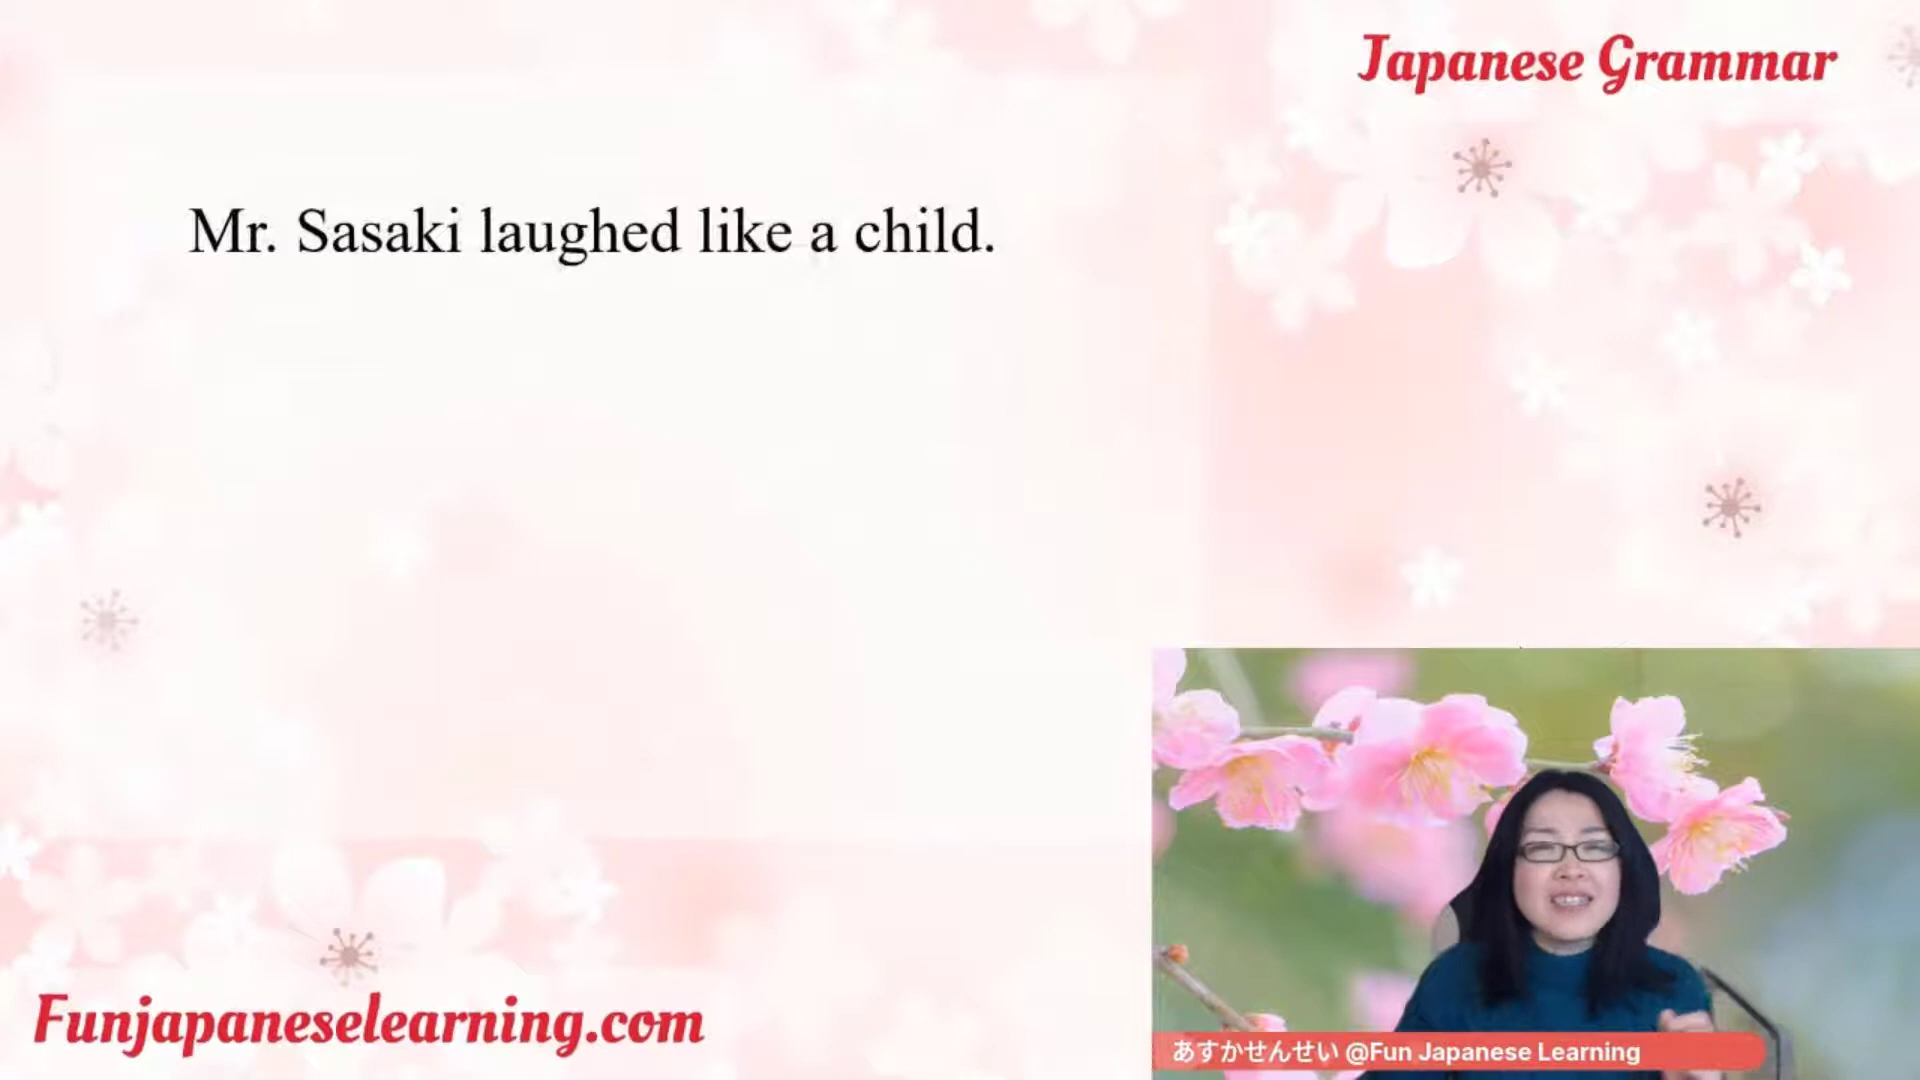 Japanese Grammar
Mr. Sasaki laughed like a child.
Funjapaneselearning.com
あすかせんせい @Fun Japanese Learning